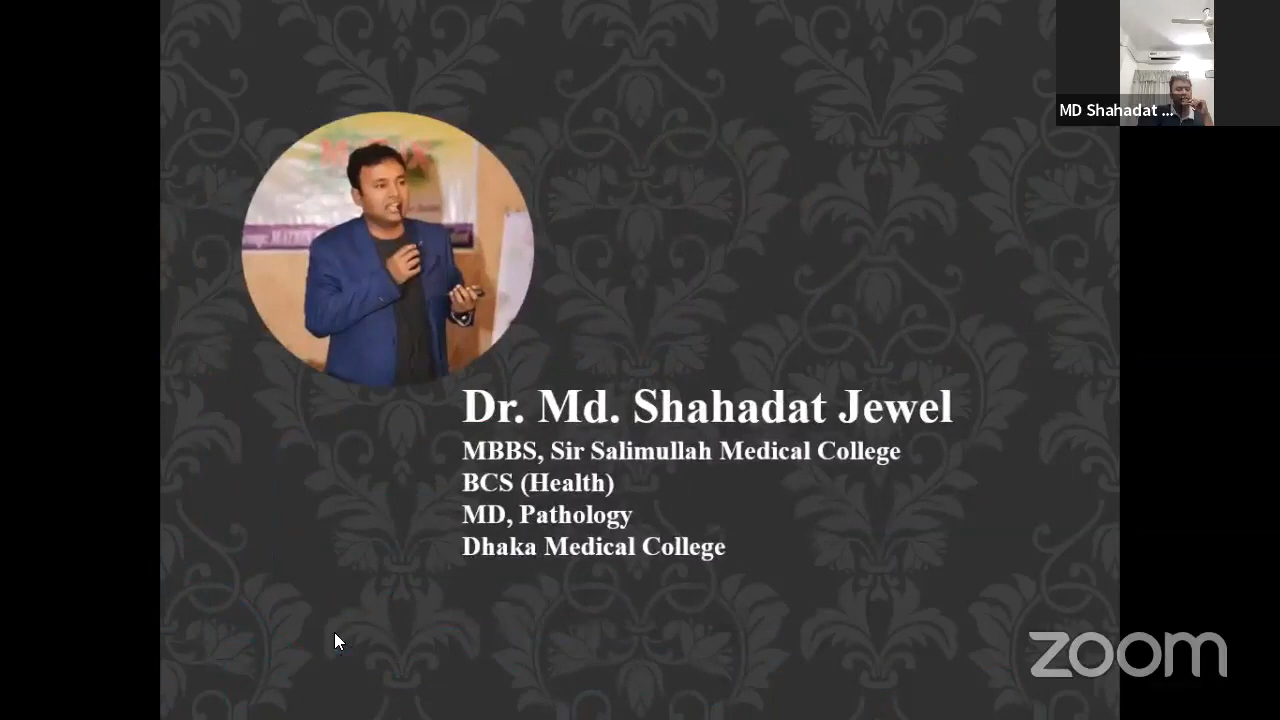 MD Shahadat ...
Dr. Md. Shahadat Jewel
MBBS, Sir Salimullah Medical College
BCS (Health)
MD, Pathology
Dhaka Medical College
zoom